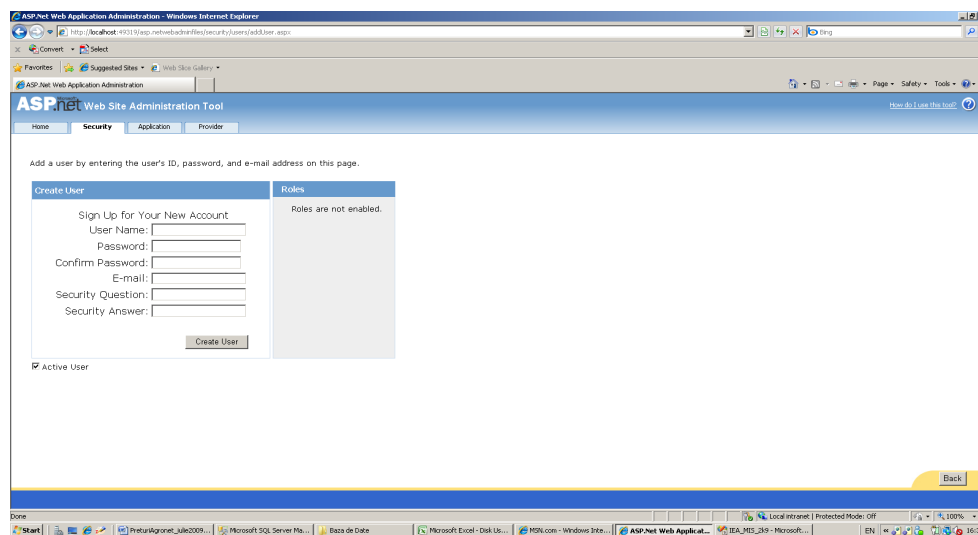 ASP.Net Web Application Administration - Windows Internet Explorer
http://localhost:49319/asp.netwebadminfiles/security/users/addUser.aspx
Bing
Convert Select
Favorites Suggested Sites Web Slice Gallery
ASP.Net Web Application Administration
Page Safety Tools
ASP.net Web Site Administration Tool
How do I use this tool?
Home Security Application Provider
Add a user by entering the user's ID, password, and e-mail address on this page.
Create User Roles
Sign Up for Your New Account Roles are not enabled.
User Name:
Password:
Confirm Password:
E-mail:
Security Question:
Security Answer:
Create User
Active User
Back
Done
Local intranet | Protected Mode: Off
100%
Start
PreturiAgronet_iulie2009...
Microsoft SQL Server Ma...
Baza de Date
Microsoft Excel - Disk Us...
MSN.com - Windows Inte...
ASP.Net Web Applicat...
IEA_MIS_2k9 - Microsoft...
EN